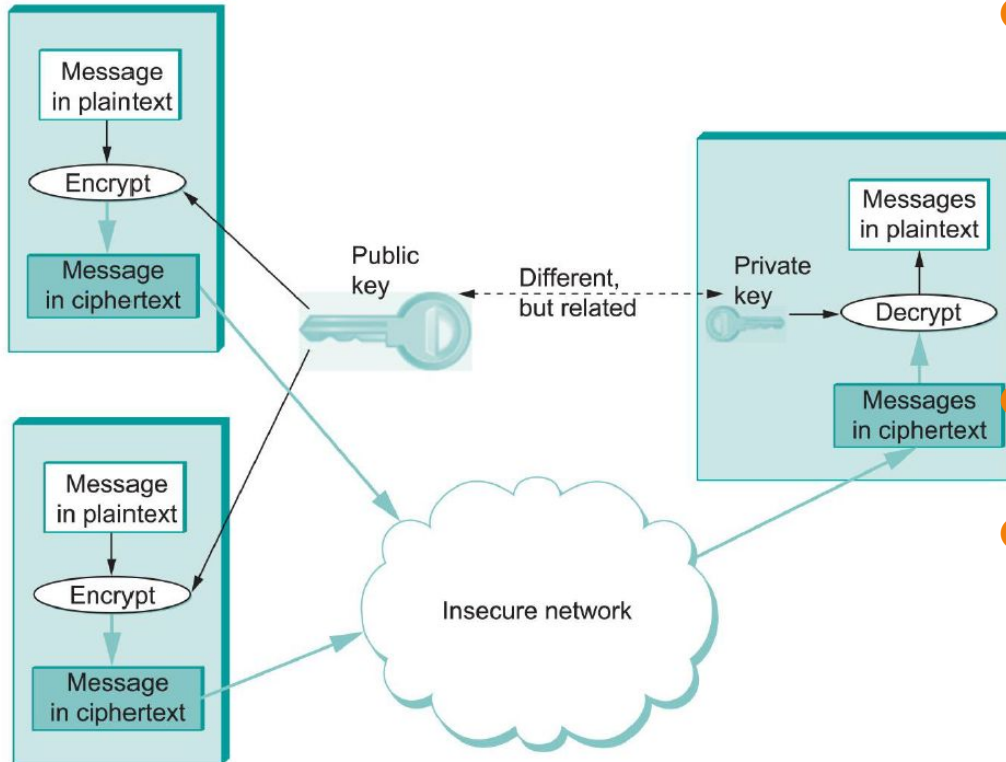 Message
in plaintext
Encrypt
Message
in ciphertext
Public
key
Different,
but related
Private
key
Messages
in plaintext
Decrypt
Messages
in ciphertext
Message
in plaintext
Encrypt
Message
in ciphertext
Insecure network